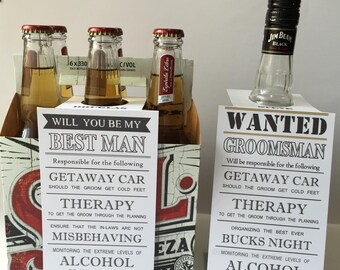 6 x 330
C/VOL
WILL YOU BE MY
BEST MAN
Responsible for the following
GETAWAY CAR
SHOULD THE GROOM GET COLD FEET
THERAPY
TO GET THE GROOM THROUGH THE PLANNING
ENSURE THAT THE IN-LAWS ARE NOT
MISBEHAVING
MONITORING THE EXTREME LEVELS OF
ALCOHOL
EZA
JIM BEAM
BLACK
WANTED
GROOMSMAN
Will be responsible for the following
GETAWAY CAR
SHOULD THE GROOM GET COLD FEET
THERAPY
TO GET THE GROOM THROUGH THE PLANNING
ORGANIZING THE BEST EVER
BUCKS NIGHT
MONITORING THE EXTREME LEVELS OF
ALCOHOL